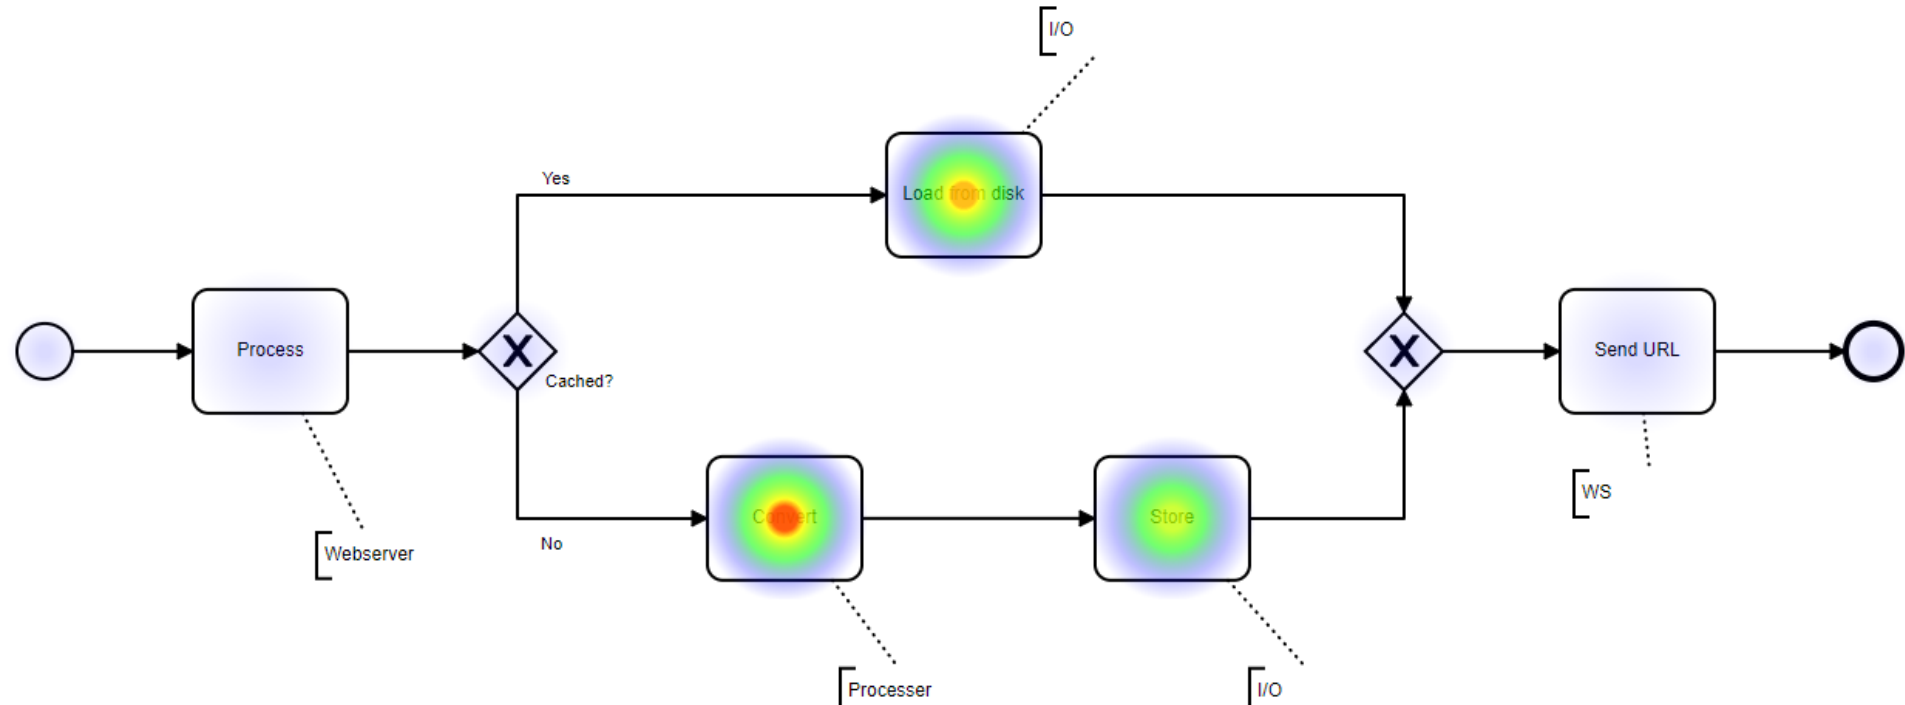 I/O
Yes
Load from disk
Process
X
Cached?
X
Send URL
WS
Convert
Store
No
Webserver
Processer
I/O